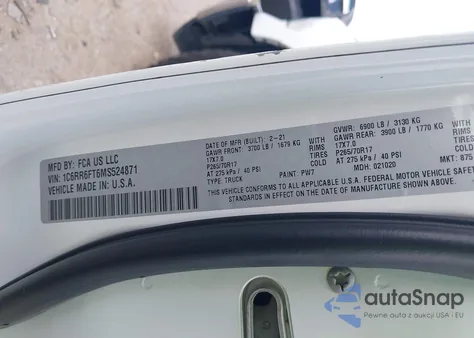 MFD BY: FCA US LLC
DATE OF MFR (BUILT): 2-21
GVWR: 6900 LB / 3130 KG
GAWR FRONT: 3700 LB / 1679 KG WITH
GAWR REAR: 3900 LB / 1770 KG WITH
17X7.0 RIMS
17X7.0 RIMS
P265/70R17 TIRES
P265/70R17 TIRES
AT 275 kPa / 40 PSI COLD
AT 275 kPa / 40 PSI COLD
VIN: 1C6RR6FT6MS524871
TYPE: TRUCK
PAINT: PW7
MDH: 021020
MKT: BUS
VEHICLE MADE IN: U.S.A.
THIS VEHICLE CONFORMS TO ALL APPLICABLE U.S.A. FEDERAL MOTOR VEHICLE SAFETY
STANDARDS IN EFFECT ON THE DATE OF MANUFACTURE SHOWN ABOVE.
autoSnap
Pewne auta z aukcji USA i EU